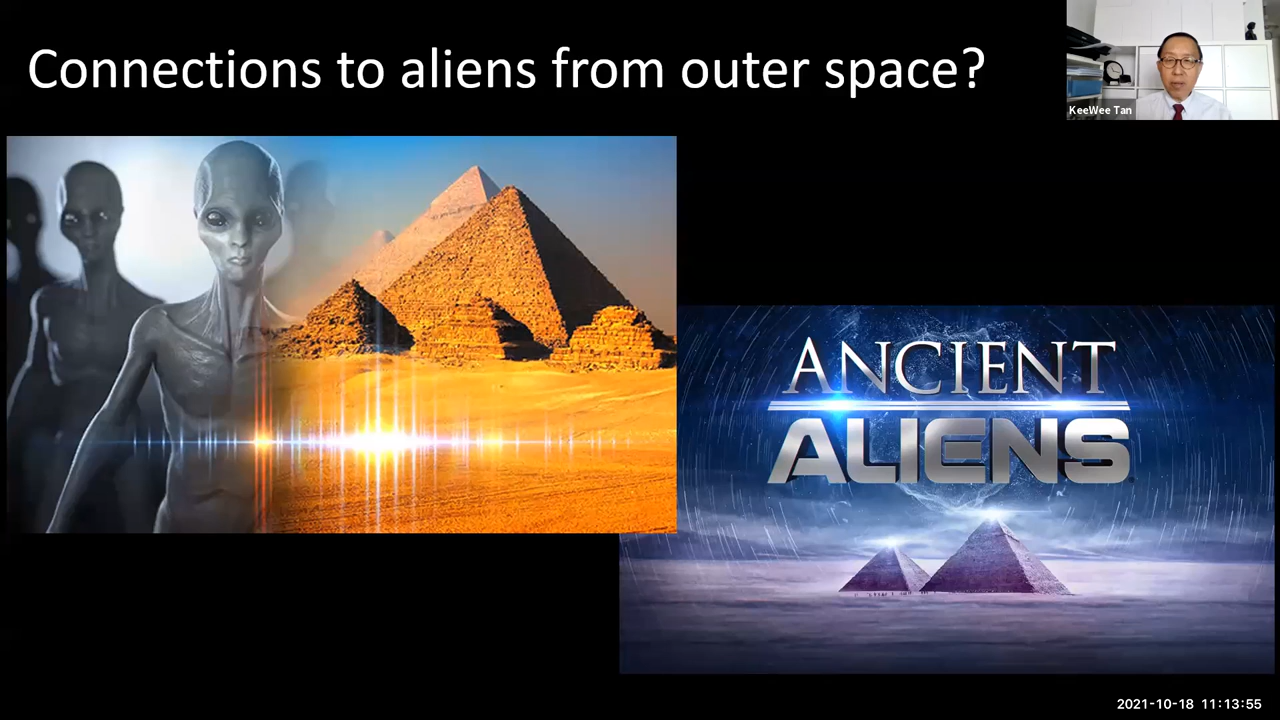 Connections to aliens from outer space?
KeeWee Tan
ANCIENT
ALIENS
2021-10-18 11:13:55